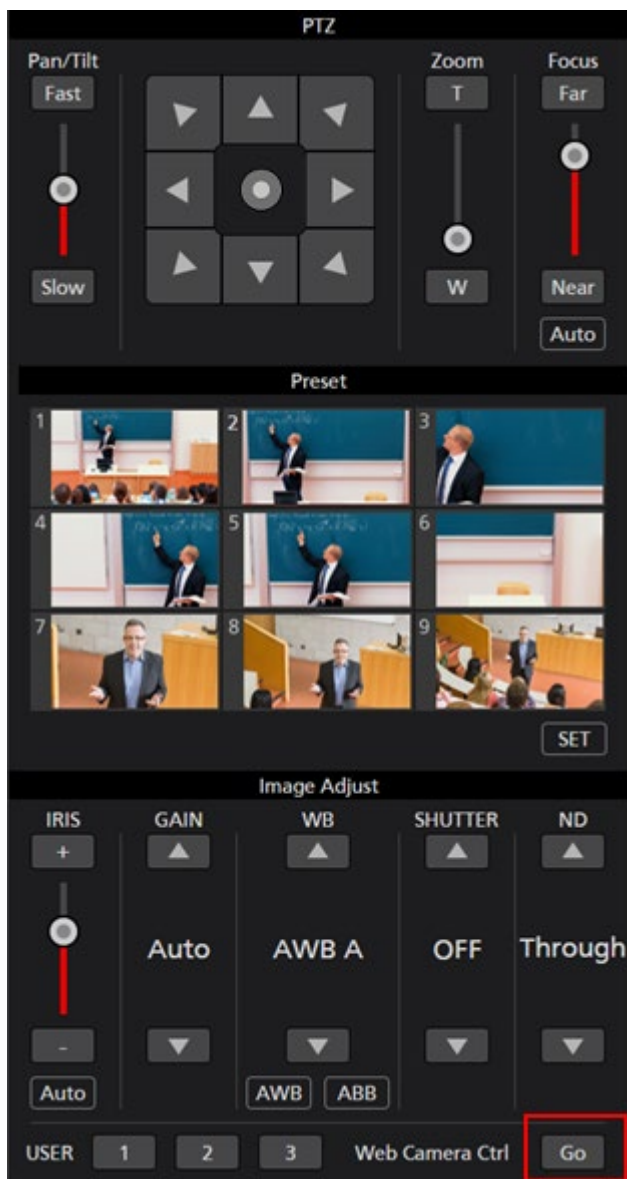 PTZ
Pan/Tilt Zoom Focus
Fast T Far
Slow W Near
Auto
Preset
1 2 3
4 5 6
7 8 9
SET
Image Adjust
IRIS GAIN WB SHUTTER ND
+
Auto AWB A OFF Through
-
Auto AWB ABB
USER 1 2 3 Web Camera Ctrl Go